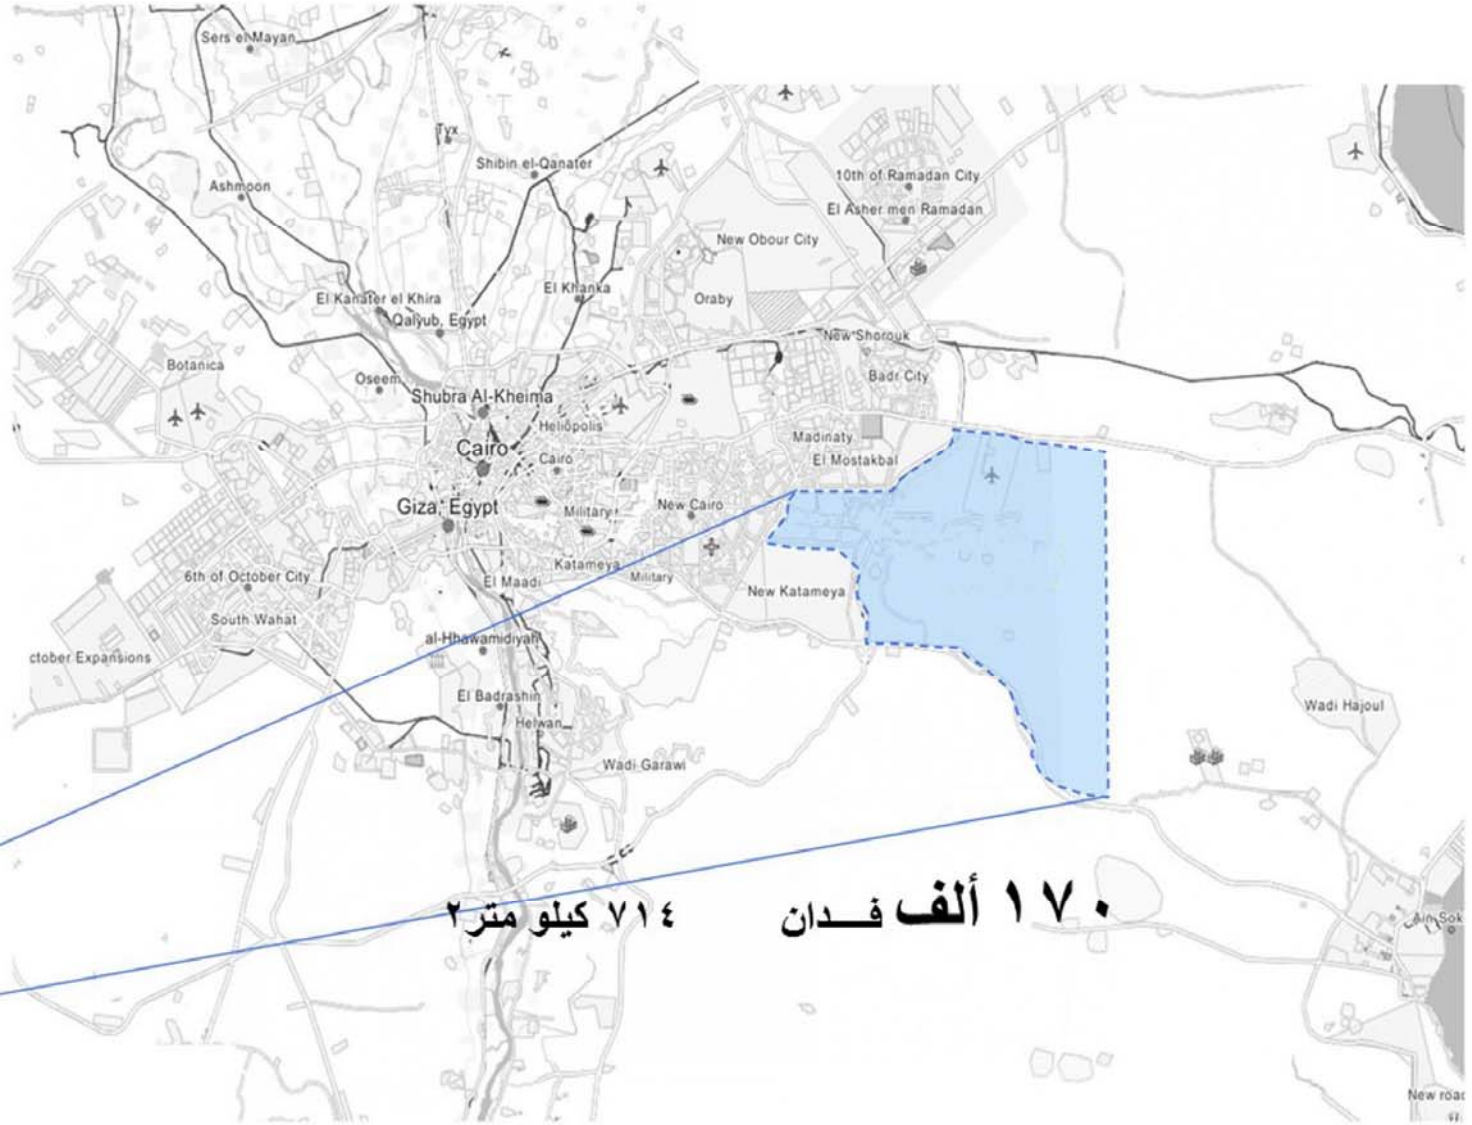 Sers el-Mayan
Tyx
Shibin el-Qanater
10th of Ramadan City
Ashmoon
El Asher men Ramadan
New Obour City
El Khanka
El Kanater el Khira
Oraby
Qalyub, Egypt
New Shorouk
Botanica
Oseem
Badr City
Shubra Al-Kheima
Heliopolis
Madinaty
Cairo
Cairo
El Mostakbal
Giza, Egypt
Military
New Cairo
Katameya
6th of October City
El Maadi
Military
New Katameya
South Wahat
al-Hhawamidiyah
ctober Expansions
El Badrashin
Wadi Hajoul
Helwan
Wadi Garawi
١٧٠ ألف فــدان
٧١٤ كيلو متر٢
Ain Sok
New road